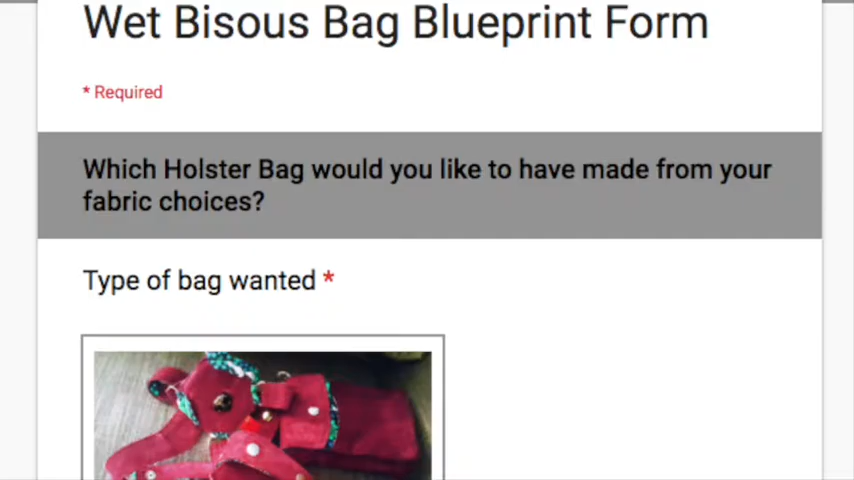 Wet Bisous Bag Blueprint Form
* Required
Which Holster Bag would you like to have made from your
fabric choices?
Type of bag wanted *